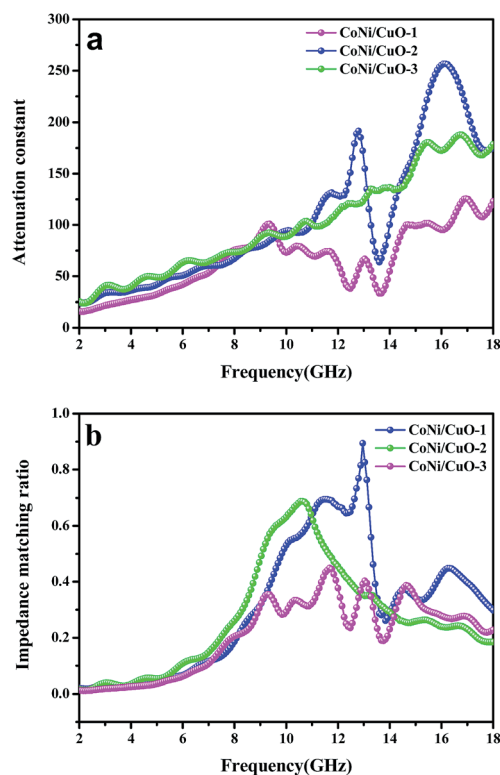 a
CoNi/CuO-1
CoNi/CuO-2
CoNi/CuO-3
300
250
200
150
100
50
0
Attenuation constant
2 4 6 8 10 12 14 16 18
Frequency(GHz)
b
CoNi/CuO-1
CoNi/CuO-2
CoNi/CuO-3
1.0
0.8
0.6
0.4
0.2
0.0
Impedance matching ratio
2 4 6 8 10 12 14 16 18
Frequency(GHz)